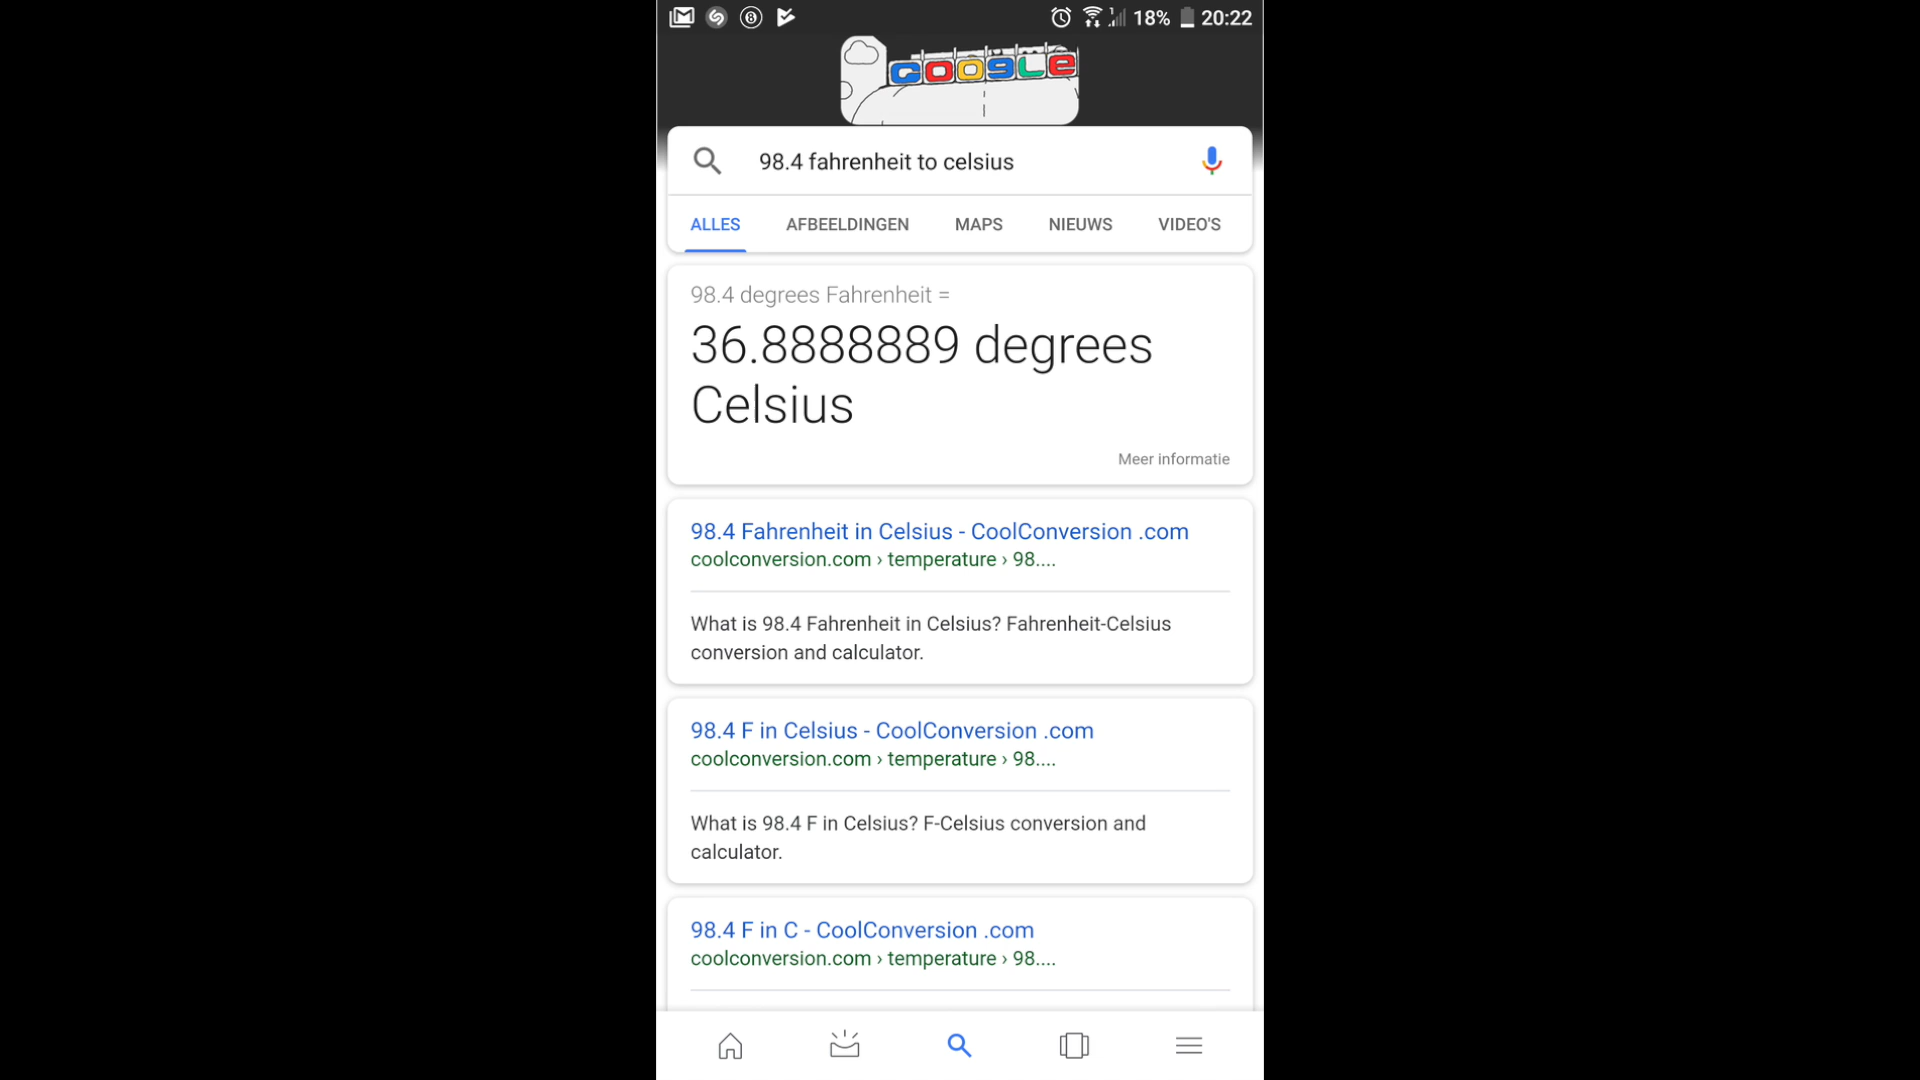 18% 20:22
GOOGLE
98.4 fahrenheit to celsius
ALLES AFBEELDINGEN MAPS NIEUWS VIDEO'S
98.4 degrees Fahrenheit =
36.8888889 degrees
Celsius
Meer informatie
98.4 Fahrenheit in Celsius - CoolConversion .com
coolconversion.com › temperature › 98....
What is 98.4 Fahrenheit in Celsius? Fahrenheit-Celsius
conversion and calculator.
98.4 F in Celsius - CoolConversion .com
coolconversion.com › temperature › 98....
What is 98.4 F in Celsius? F-Celsius conversion and
calculator.
98.4 F in C - CoolConversion .com
coolconversion.com › temperature › 98....